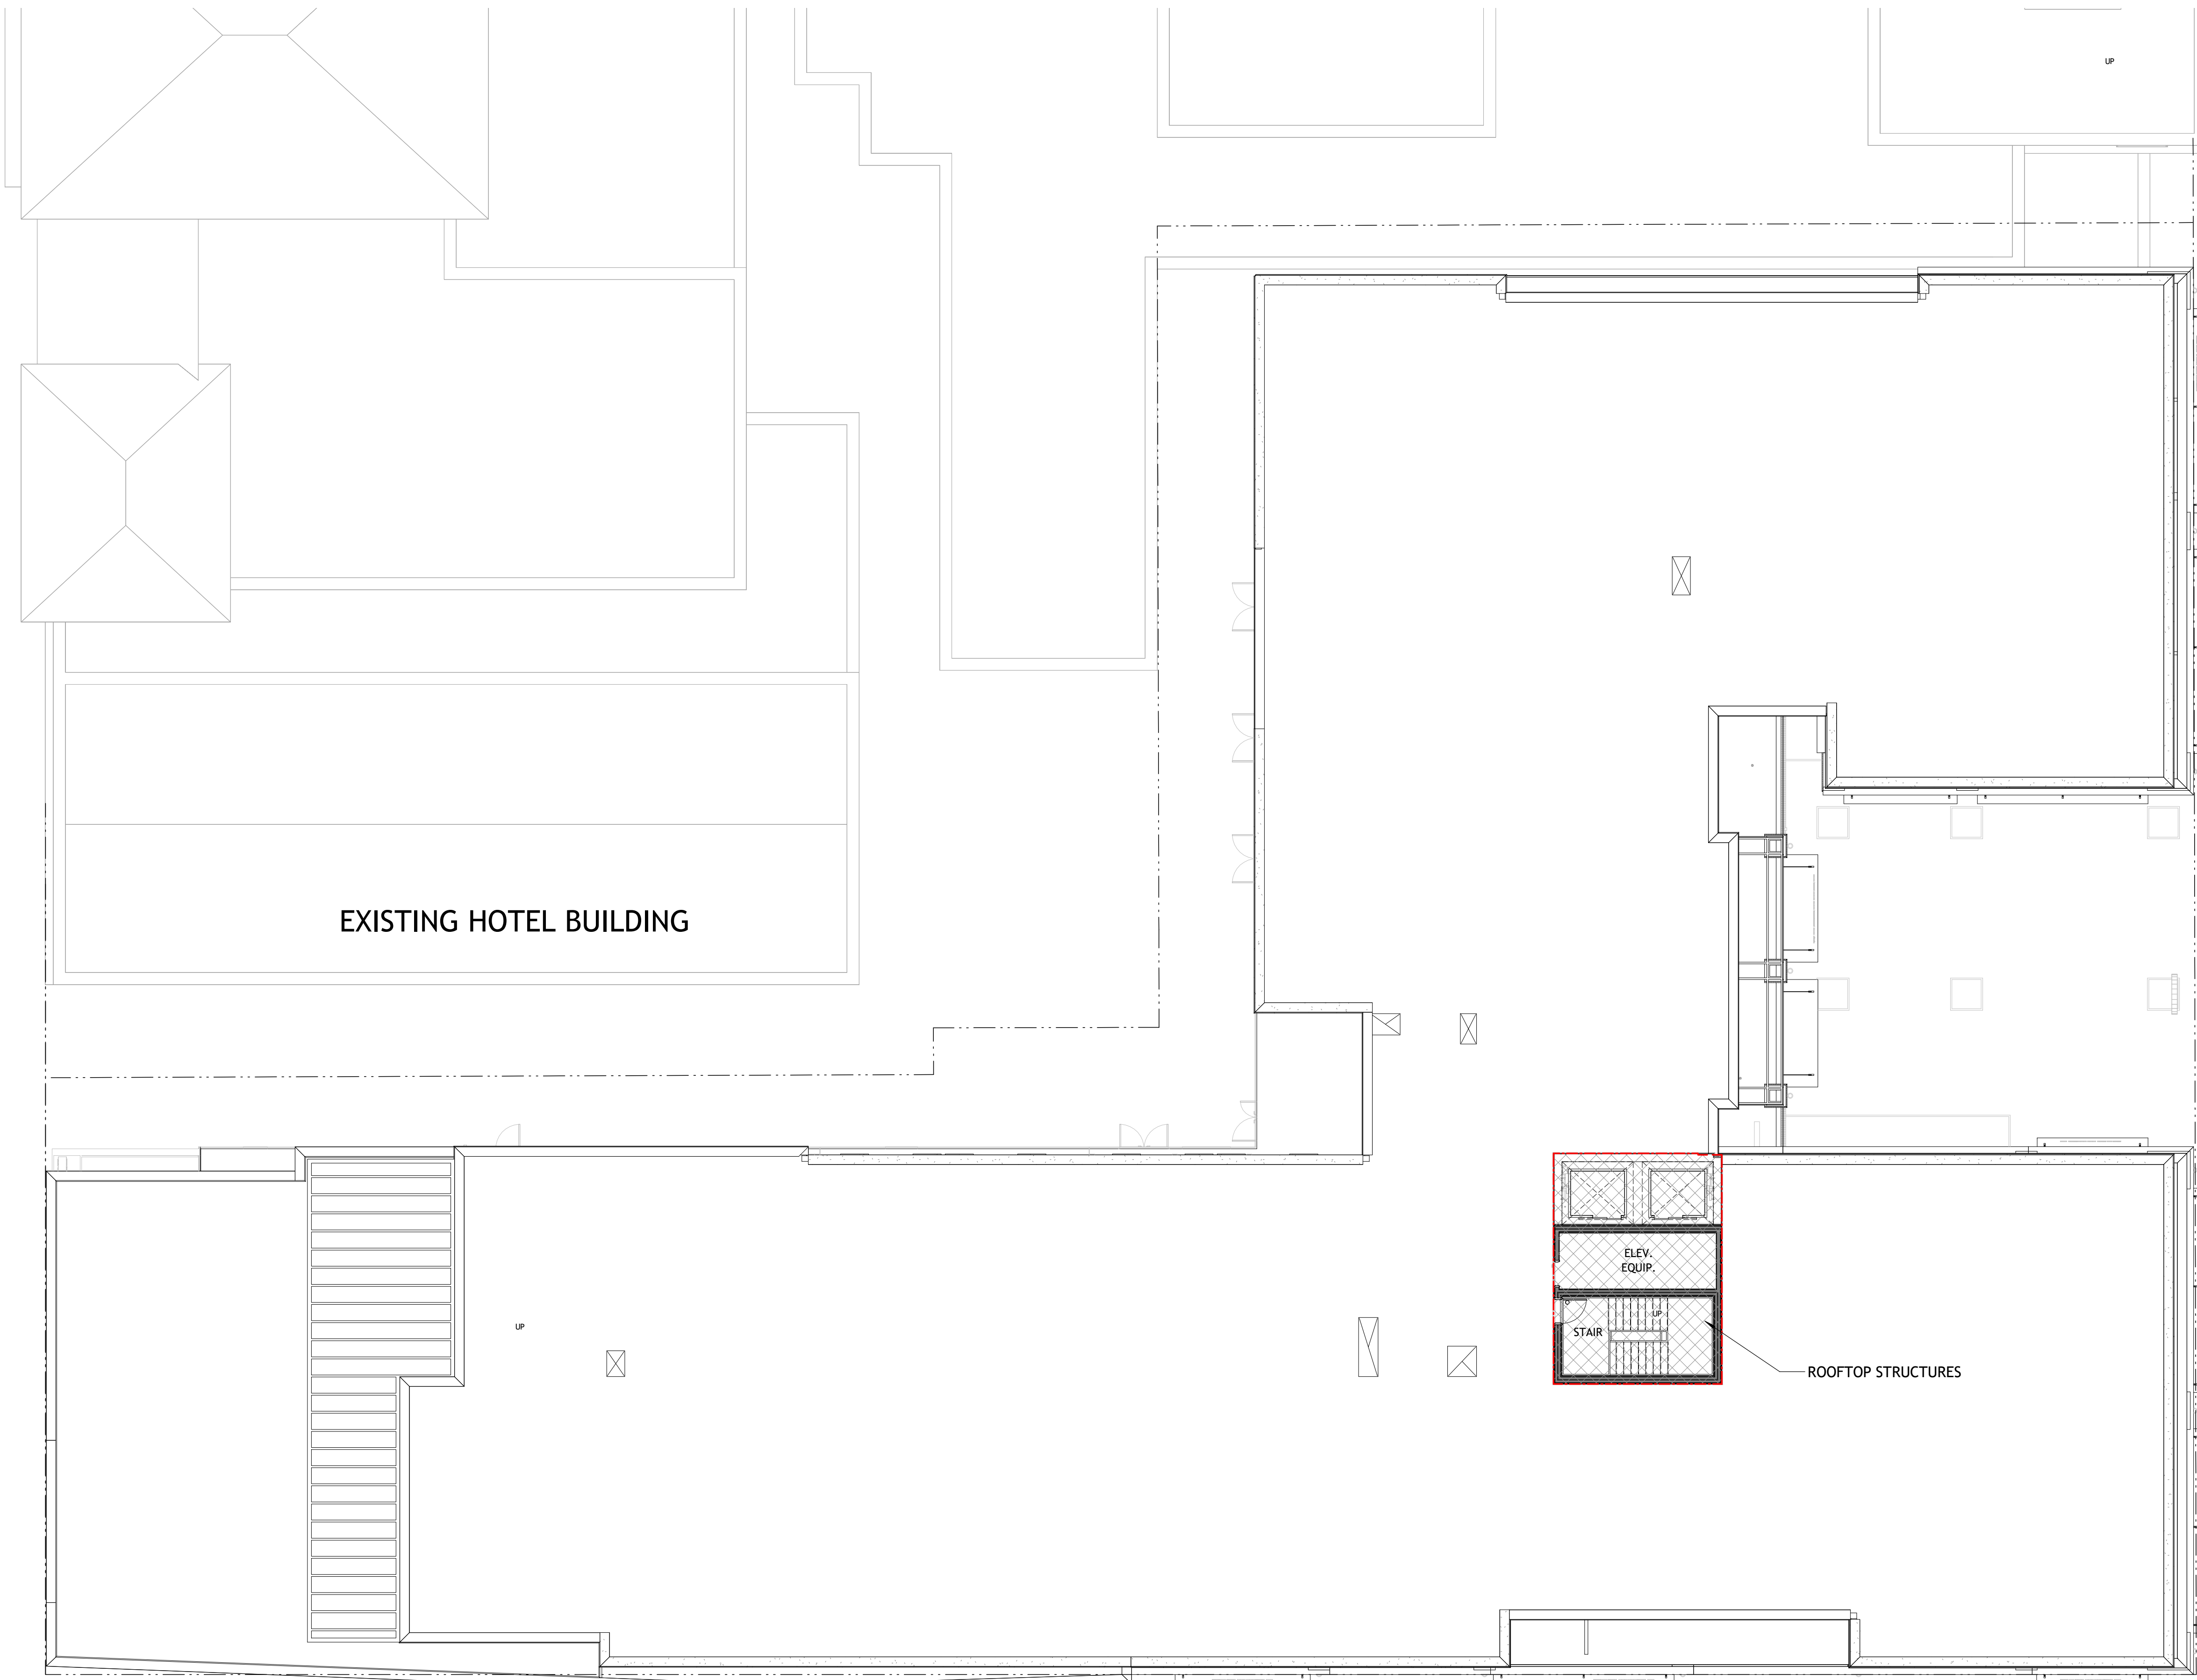 UP
EXISTING HOTEL BUILDING
ELEV.
EQUIP.
UP
UP
STAIR
ROOFTOP STRUCTURES